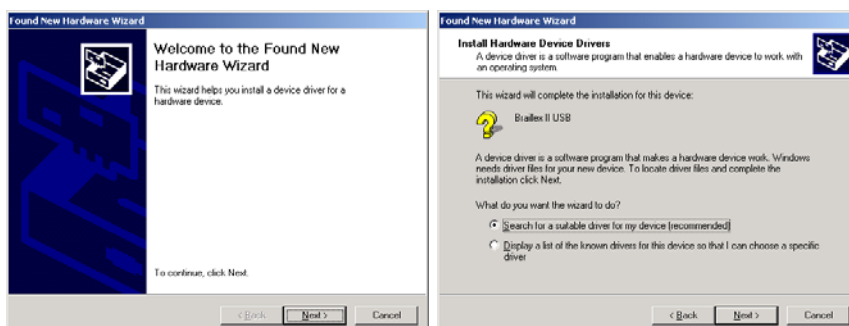 Found New Hardware Wizard
Welcome to the Found New
Hardware Wizard
This wizard helps you install a device driver for a
hardware device.
To continue, click Next.
< Back
Next >
Cancel
Found New Hardware Wizard
Install Hardware Device Drivers
A device driver is a software program that enables a hardware device to work with
an operating system.
This wizard will complete the installation for this device:
Brailex II USB
A device driver is a software program that makes a hardware device work. Windows
needs driver files for your new device. To locate driver files and complete the
installation click Next.
What do you want the wizard to do?
Search for a suitable driver for my device (recommended)
Display a list of the known drivers for this device so that I can choose a specific
driver
< Back
Next >
Cancel